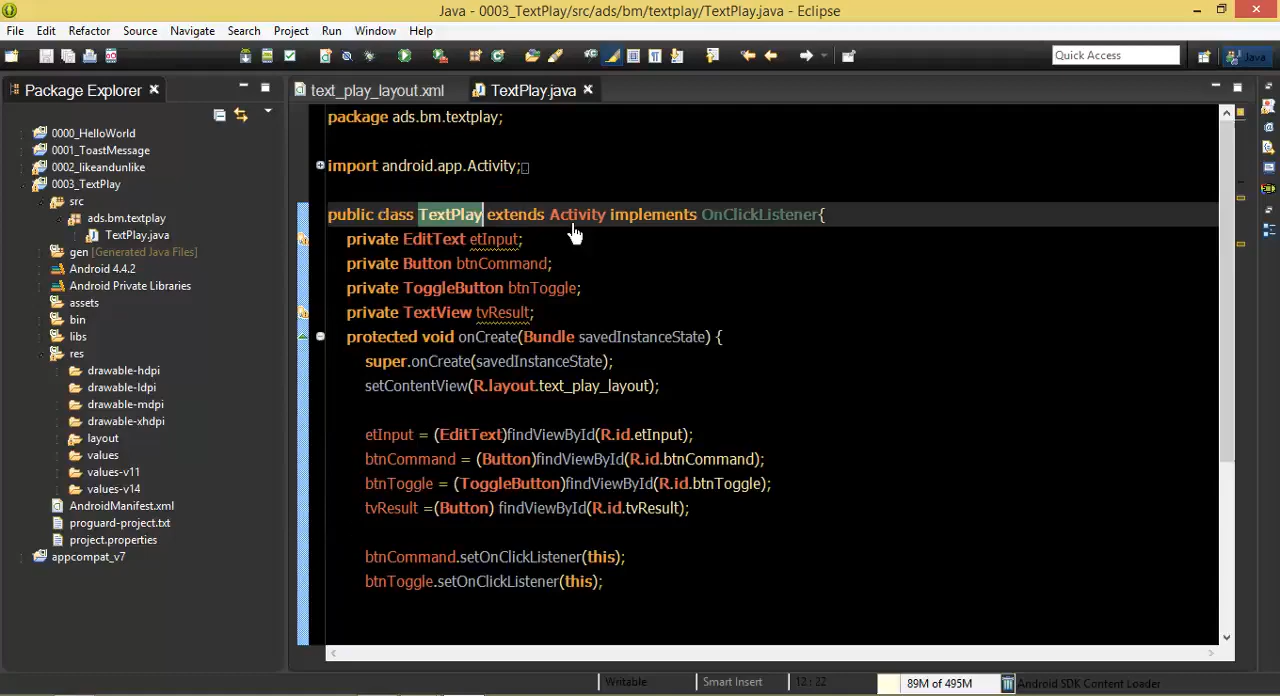 Java - 0003_TextPlay/src/ads/bm/textplay/TextPlay.java - Eclipse
File Edit Refactor Source Navigate Search Project Run Window Help
Quick Access
Java
Package Explorer
text_play_layout.xml
TextPlay.java
0000_HelloWorld
0001_ToastMessage
0002_likeandunlike
0003_TextPlay
src
ads.bm.textplay
TextPlay.java
gen [Generated Java Files]
Android 4.4.2
Android Private Libraries
assets
bin
libs
res
drawable-hdpi
drawable-ldpi
drawable-mdpi
drawable-xhdpi
layout
values
values-v11
values-v14
AndroidManifest.xml
proguard-project.txt
project.properties
appcompat_v7
package ads.bm.textplay;
import android.app.Activity;
public class TextPlay extends Activity implements OnClickListener{
private EditText etInput;
private Button btnCommand;
private ToggleButton btnToggle;
private TextView tvResult;
protected void onCreate(Bundle savedInstanceState) {
super.onCreate(savedInstanceState);
setContentView(R.layout.text_play_layout);
etInput = (EditText)findViewById(R.id.etInput);
btnCommand = (Button)findViewById(R.id.btnCommand);
btnToggle = (ToggleButton)findViewById(R.id.btnToggle);
tvResult =(Button) findViewById(R.id.tvResult);
btnCommand.setOnClickListener(this);
btnToggle.setOnClickListener(this);
Writable
Smart Insert
12 : 22
89M of 495M
Android SDK Content Loader